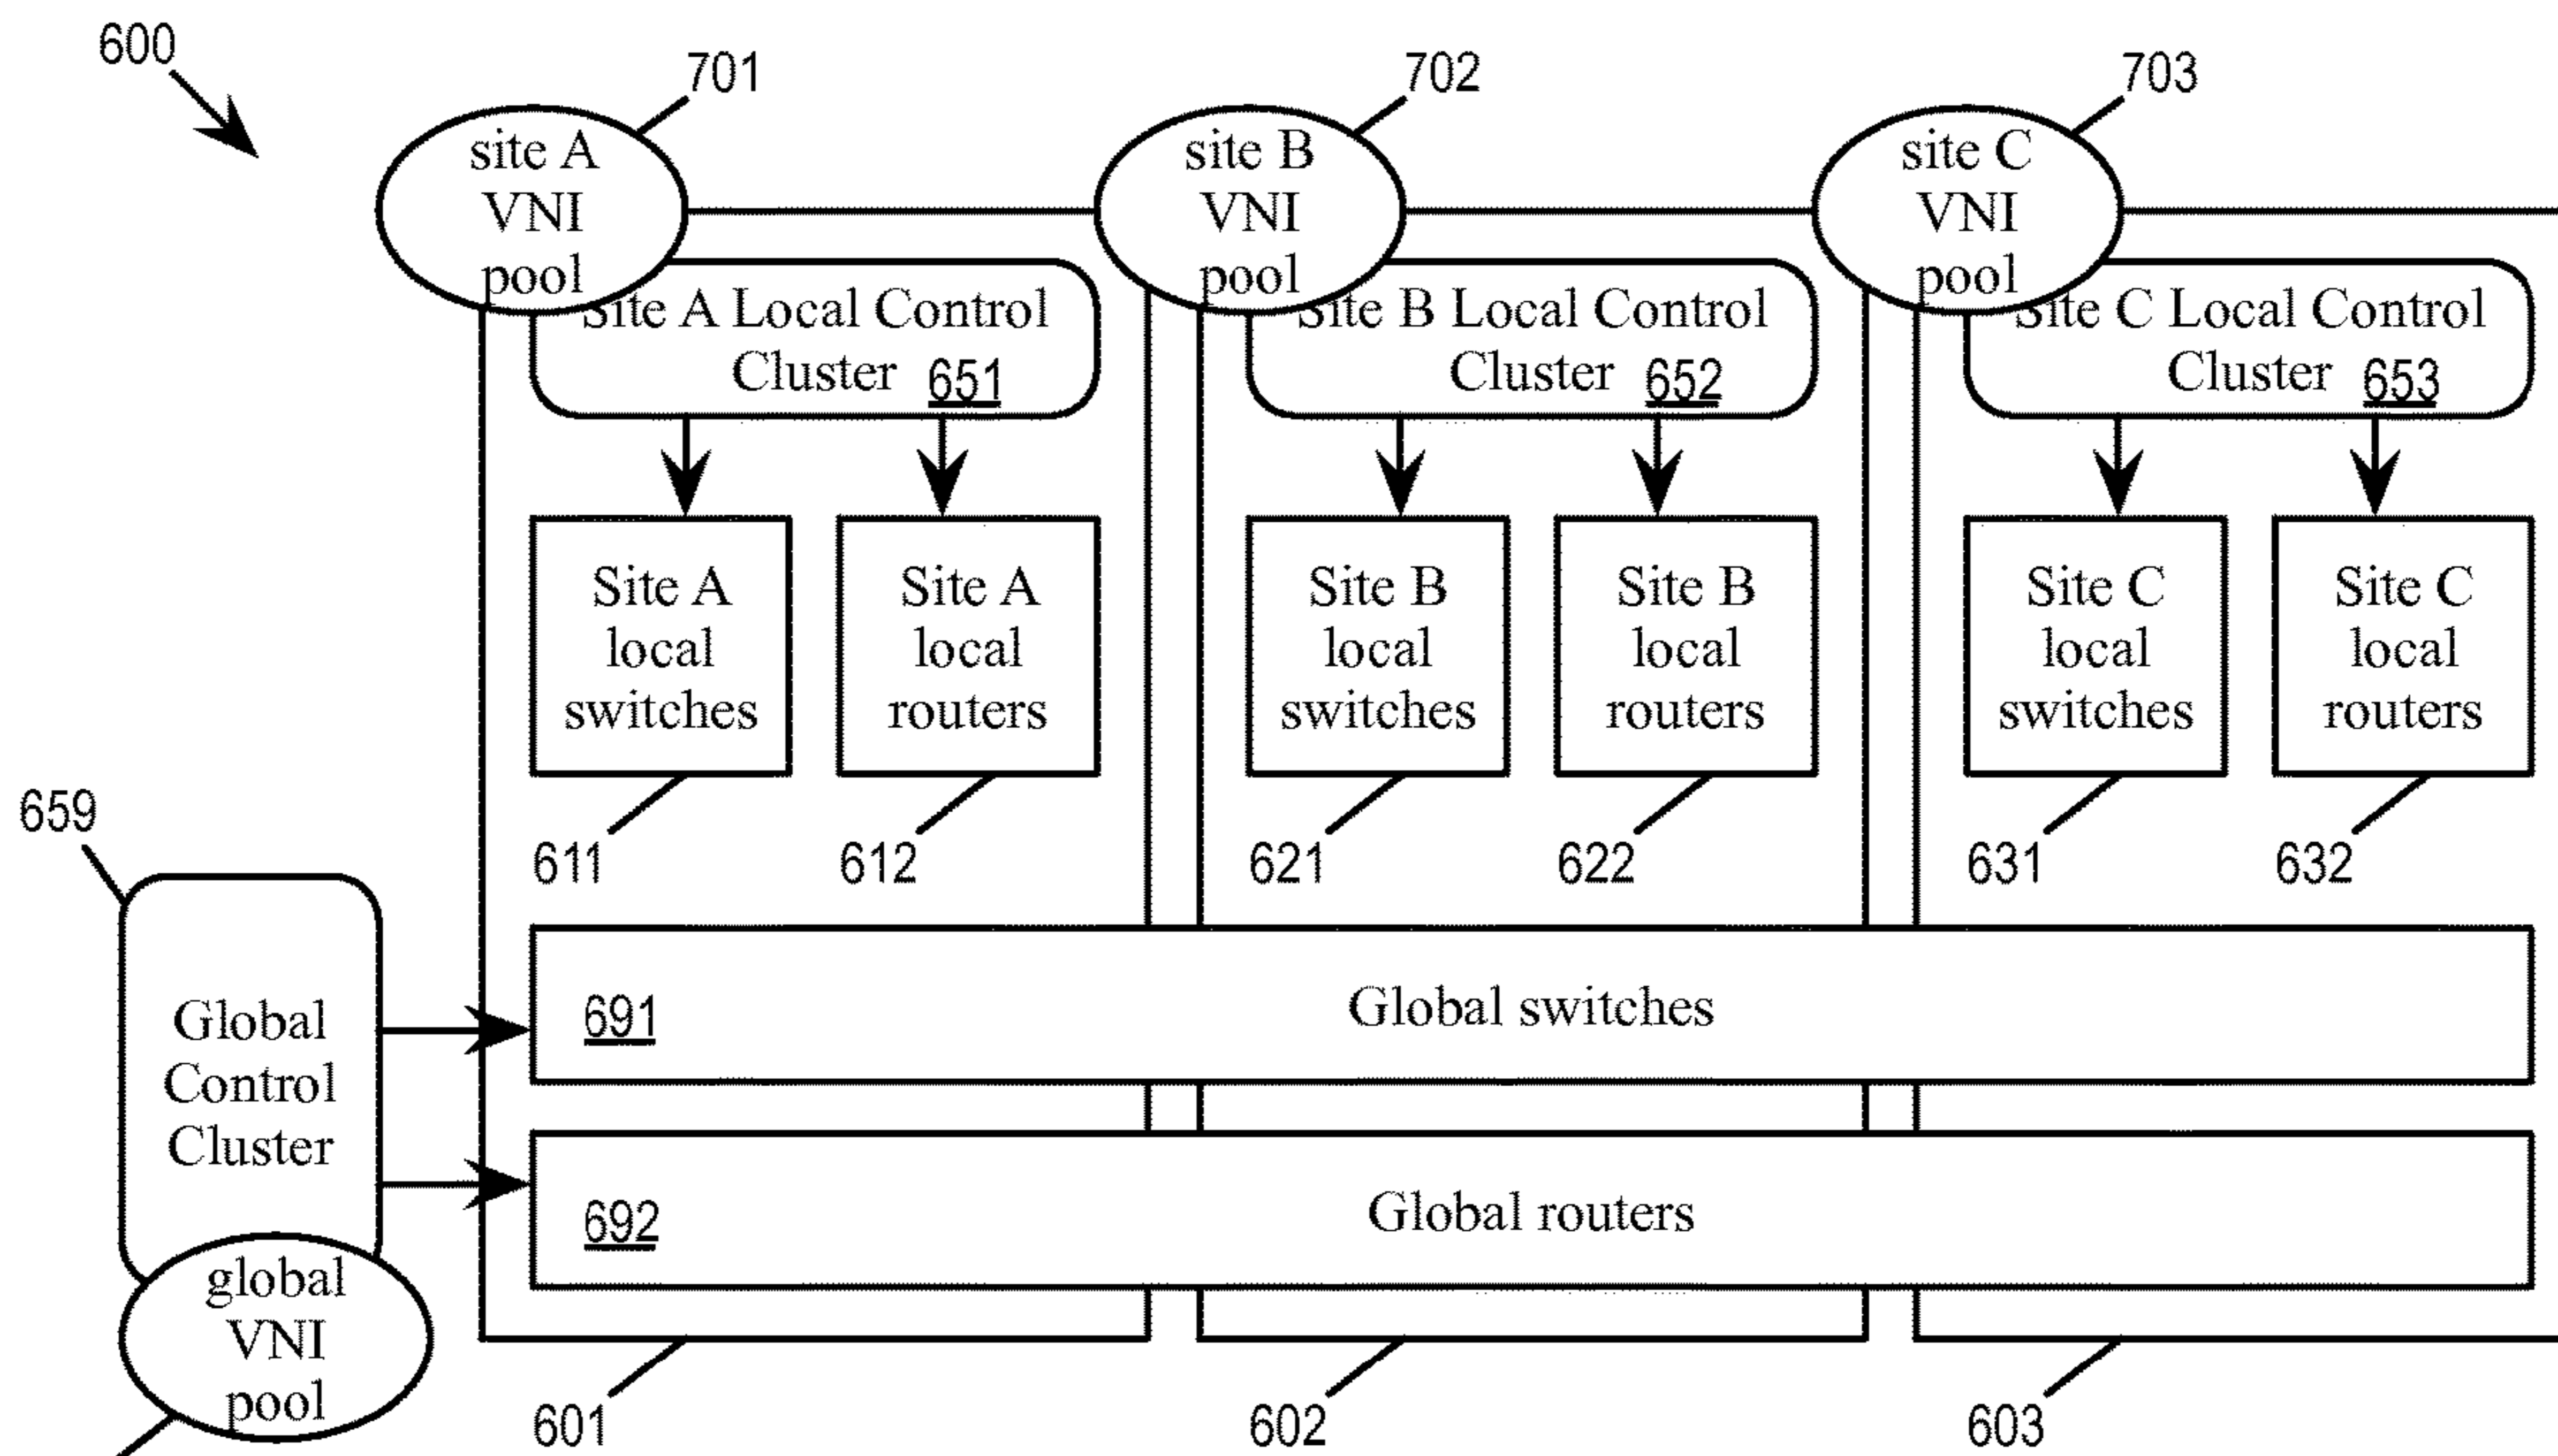 600
701
702
703
site A
VNI
pool
site B
VNI
pool
site C
VNI
pool
Site A Local Control
Cluster 651
Site B Local Control
Cluster 652
Site C Local Control
Cluster 653
Site A
local
switches
Site A
local
routers
Site B
local
switches
Site B
local
routers
Site C
local
switches
Site C
local
routers
611
612
621
622
631
632
659
Global
Control
Cluster
691 Global switches
692 Global routers
global
VNI
pool
601
602
603